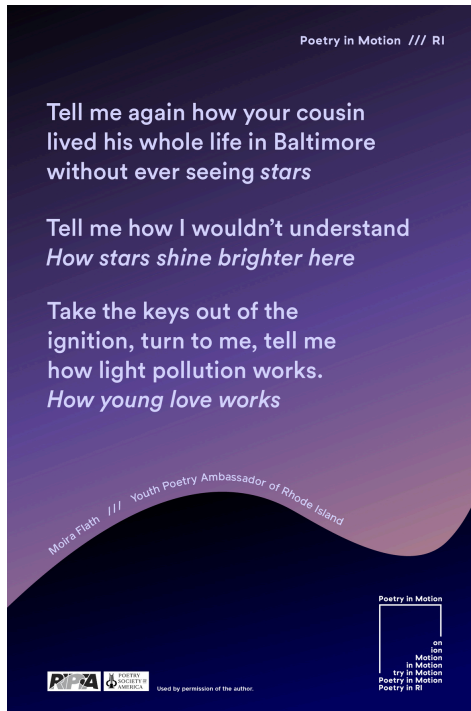 Poetry in Motion /// RI
Tell me again how your cousin
lived his whole life in Baltimore
without ever seeing stars
Tell me how I wouldn’t understand
How stars shine brighter here
Take the keys out of the
ignition, turn to me, tell me
how light pollution works.
How young love works
Moira Flath /// Youth Poetry Ambassador of Rhode Island
Poetry in Motion
on
ion
Motion
in Motion
try in Motion
Poetry in Motion
Poetry in RI
RIPTA
POETRY
SOCIETY OF
AMERICA
Used by permission of the author.